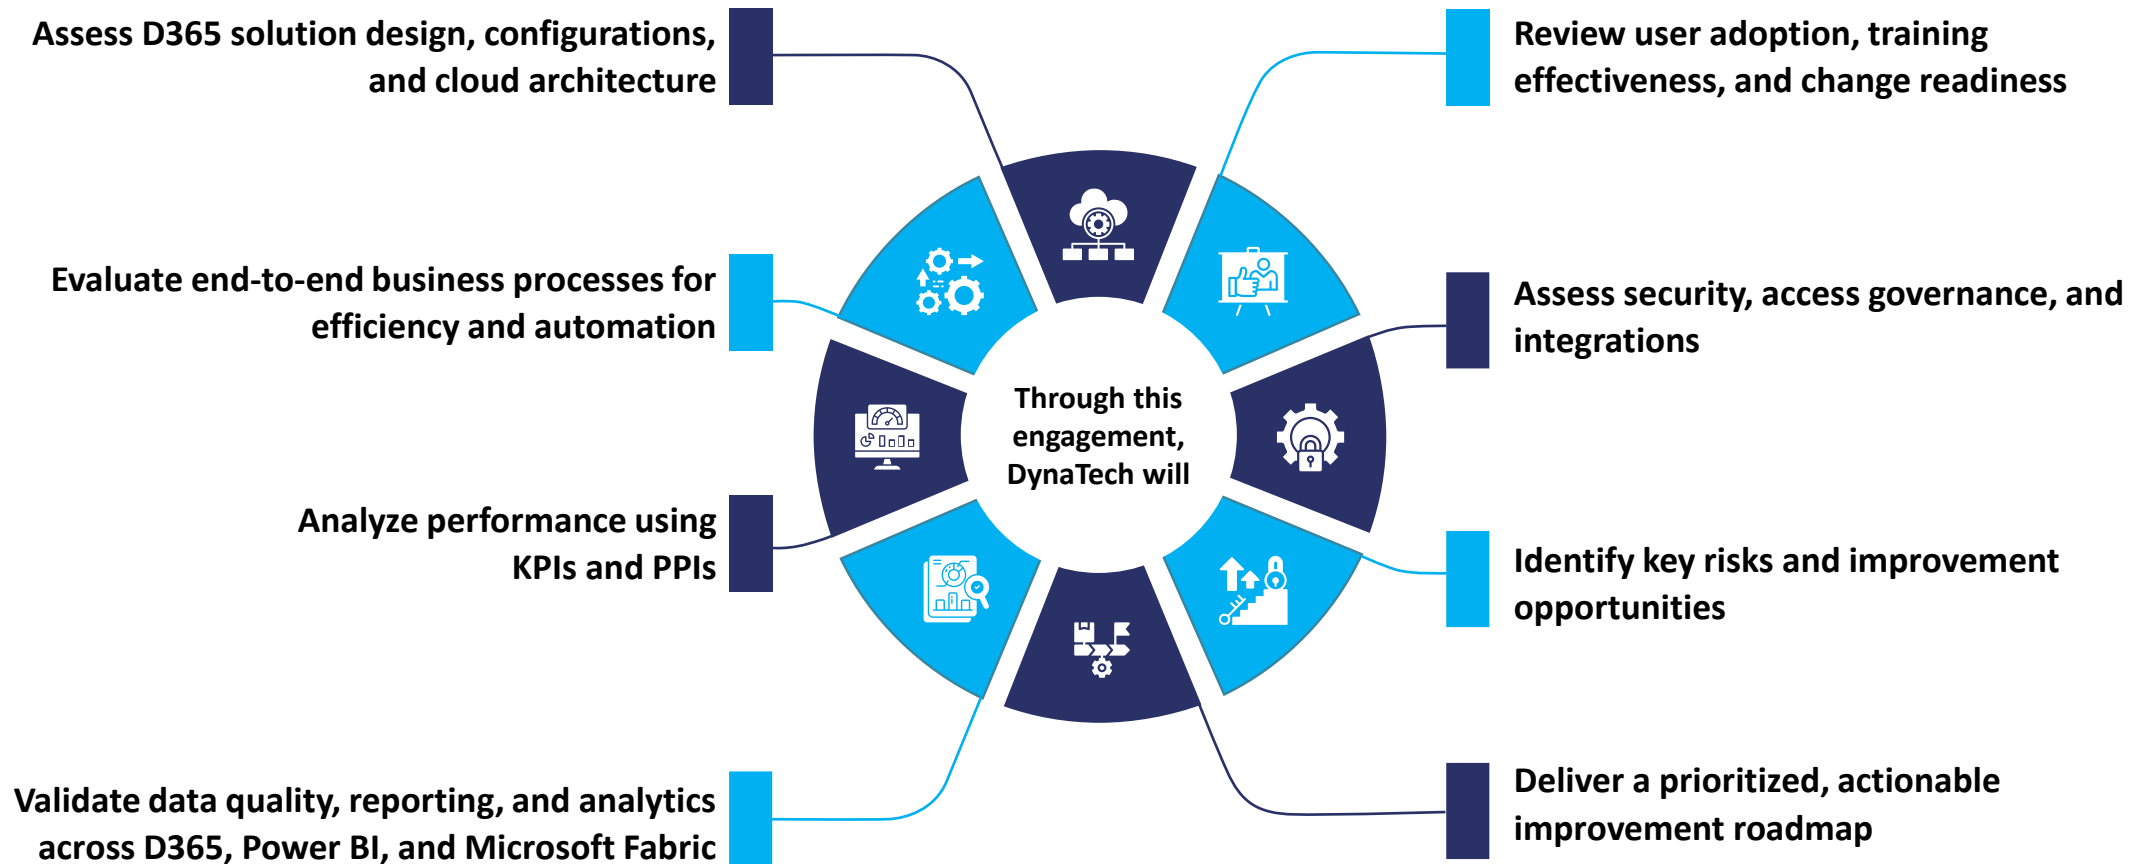 Assess D365 solution design, configurations,
and cloud architecture
Evaluate end-to-end business processes for
efficiency and automation
Analyze performance using
KPIs and PPIs
Validate data quality, reporting, and analytics
across D365, Power BI, and Microsoft Fabric
Through this
engagement,
DynaTech will
Review user adoption, training
effectiveness, and change readiness
Assess security, access governance, and
integrations
Identify key risks and improvement
opportunities
Deliver a prioritized, actionable
improvement roadmap